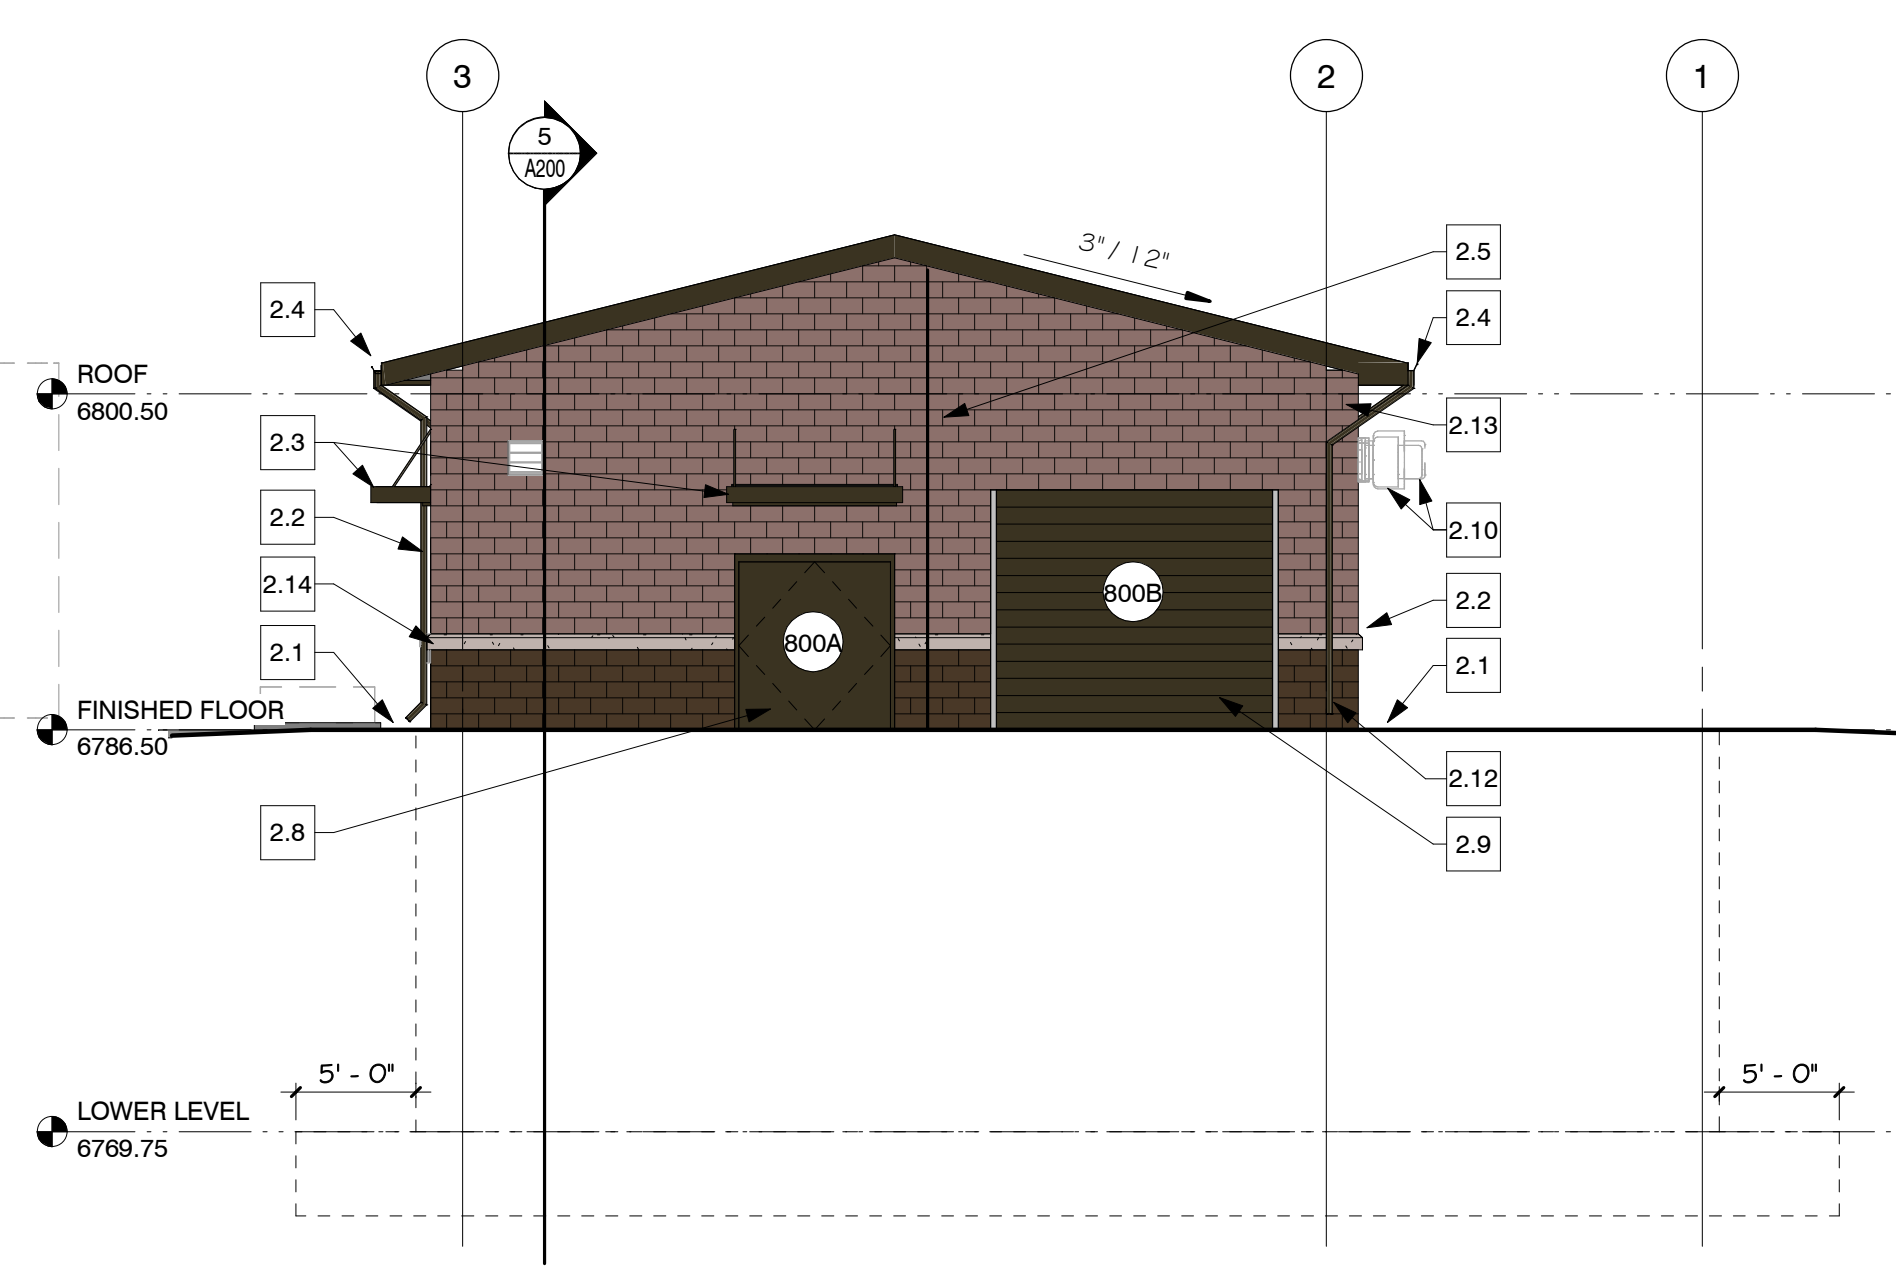 3
2
1
5
A200
3" / 12"
2.5
2.4
2.4
ROOF
6800.50
2.13
2.3
2.2
2.10
2.14
800B
2.2
2.1
800A
2.1
FINISHED FLOOR
6786.50
2.12
2.8
2.9
5' - 0"
5' - 0"
LOWER LEVEL
6769.75